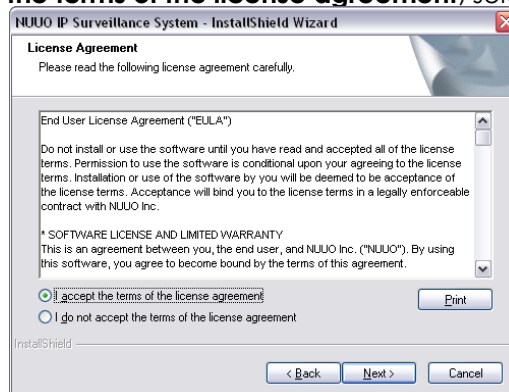 the terms of the license agreement, s
NUUO IP Surveillance System - InstallShield Wizard
License Agreement
Please read the following license agreement carefully.
End User License Agreement ("EULA")
Do not install or use the software until you have read and accepted all of the license
terms. Permission to use the software is conditional upon your agreeing to the license
terms. Installation or use of the software by you will be deemed to be acceptance of
the license terms. Acceptance will bind you to the license terms in a legally enforceable
contract with NUUO Inc.
* SOFTWARE LICENSE AND LIMITED WARRANTY
This is an agreement between you, the end user, and NUUO Inc. ("NUUO"). By using
this software, you agree to become bound by the terms of this agreement.
I accept the terms of the license agreement
Print
I do not accept the terms of the license agreement
InstallShield
< Back Next > Cancel